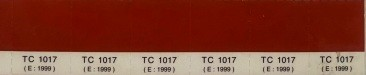 TC 1017 TC 1017 TC 1017 TC 1017 TC 1017 TC 1017
( E : 1999 ) ( E : 1999 ) ( E : 1999 ) ( E : 1999 ) ( E : 1999 ) ( E : 1999 )